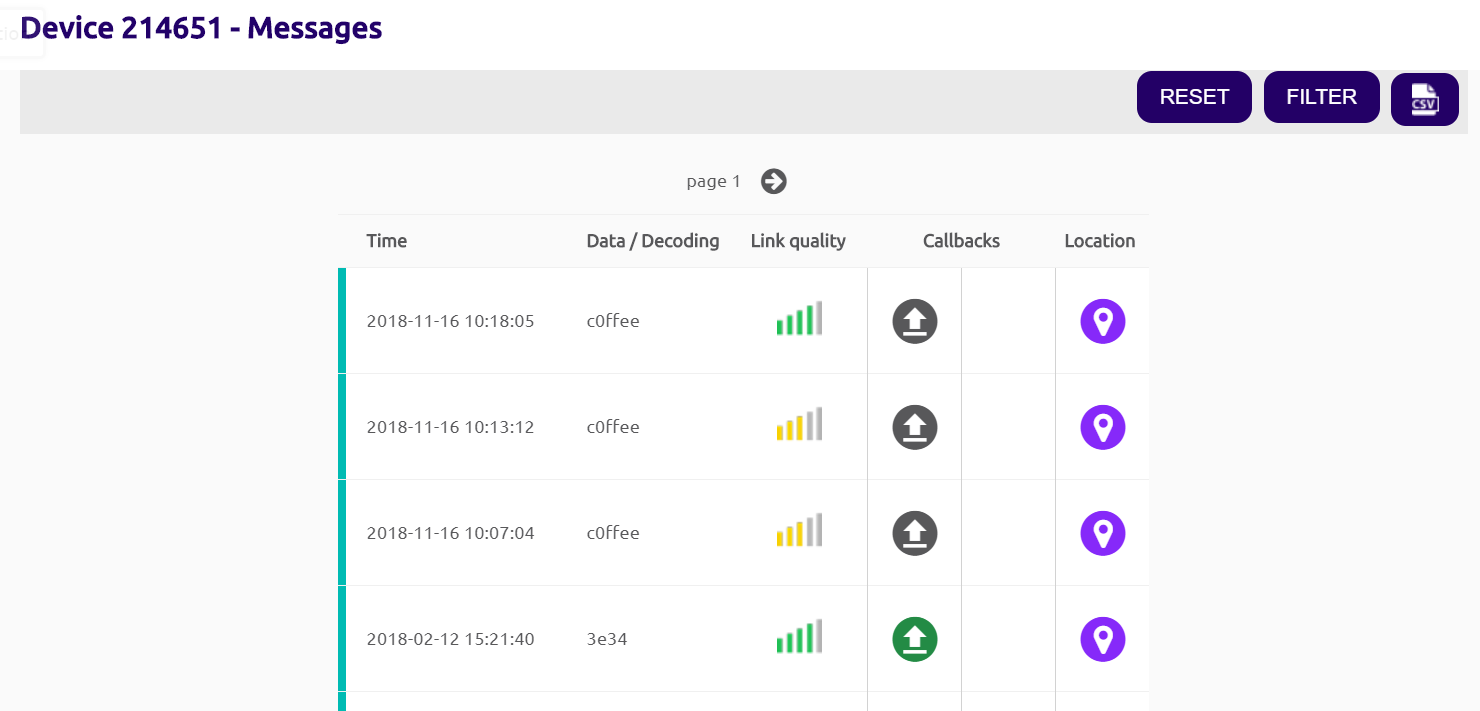 Device 214651 - Messages
RESET FILTER CSV
page 1
Time Data / Decoding Link quality Callbacks Location
2018-11-16 10:18:05 c0ffee
2018-11-16 10:13:12 c0ffee
2018-11-16 10:07:04 c0ffee
2018-02-12 15:21:40 3e34